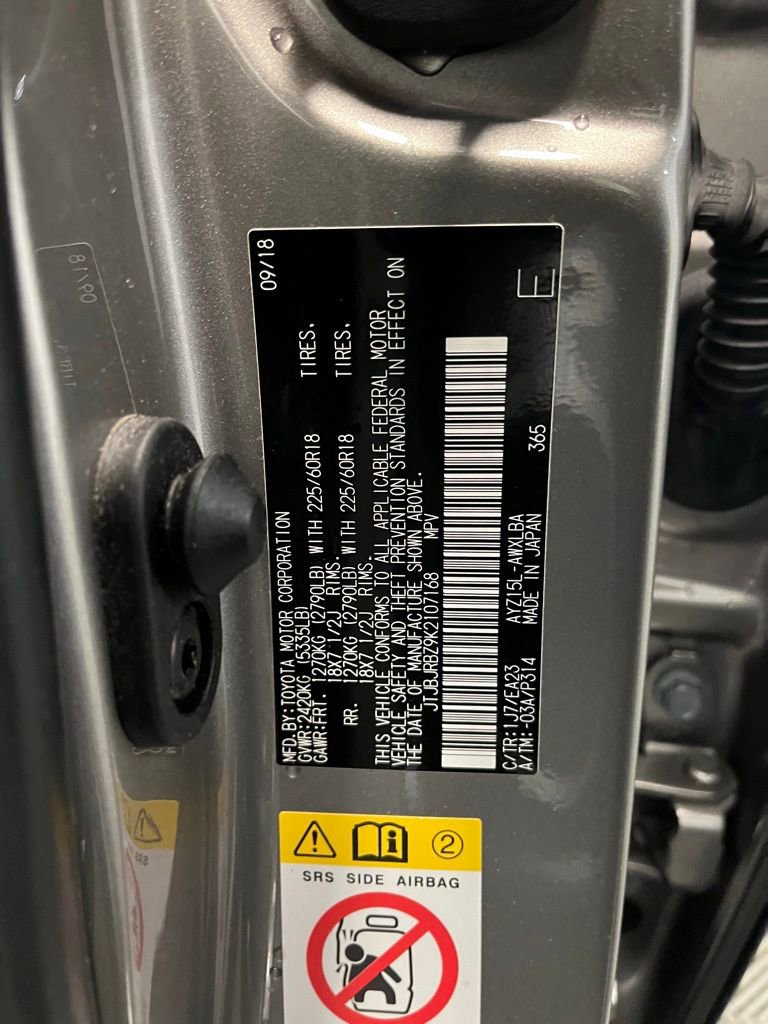 MFD.BY:TOYOTA MOTOR CORPORATION 09/18
GVWR:2420KG (5335LB)
GAWR:FRT. 1270KG (2790LB) WITH 225/60R18 TIRES.
18X7 1/2J RIMS.
RR. 1270KG (2790LB) WITH 225/60R18 TIRES.
18X7 1/2J RIMS.
THIS VEHICLE CONFORMS TO ALL APPLICABLE FEDERAL MOTOR
VEHICLE SAFETY AND THEFT PREVENTION STANDARDS IN EFFECT ON
THE DATE OF MANUFACTURE SHOWN ABOVE.
JTJBJRBZ9K2107168 MPV
C/TR:1J7/EA23 AYZ15L-AWXLBA
A/TM:-03A/P314 MADE IN JAPAN 365 E
2
SRS SIDE AIRBAG